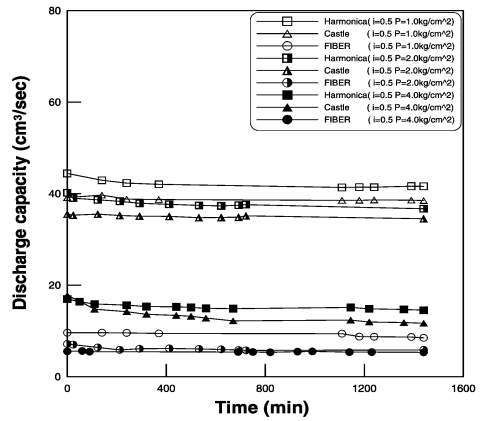 80
60
40
20
0
Discharge capacity (cm³/sec)
Harmonica( i=0.5 P=1.0kg/cm^2)
Castle ( i=0.5 P=1.0kg/cm^2)
FIBER ( i=0.5 P=1.0kg/cm^2)
Harmonica( i=0.5 P=2.0kg/cm^2)
Castle ( i=0.5 P=2.0kg/cm^2)
FIBER ( i=0.5 P=2.0kg/cm^2)
Harmonica( i=0.5 P=4.0kg/cm^2)
Castle ( i=0.5 P=4.0kg/cm^2)
FIBER ( i=0.5 P=4.0kg/cm^2)
0 400 800 1200 1600
Time (min)